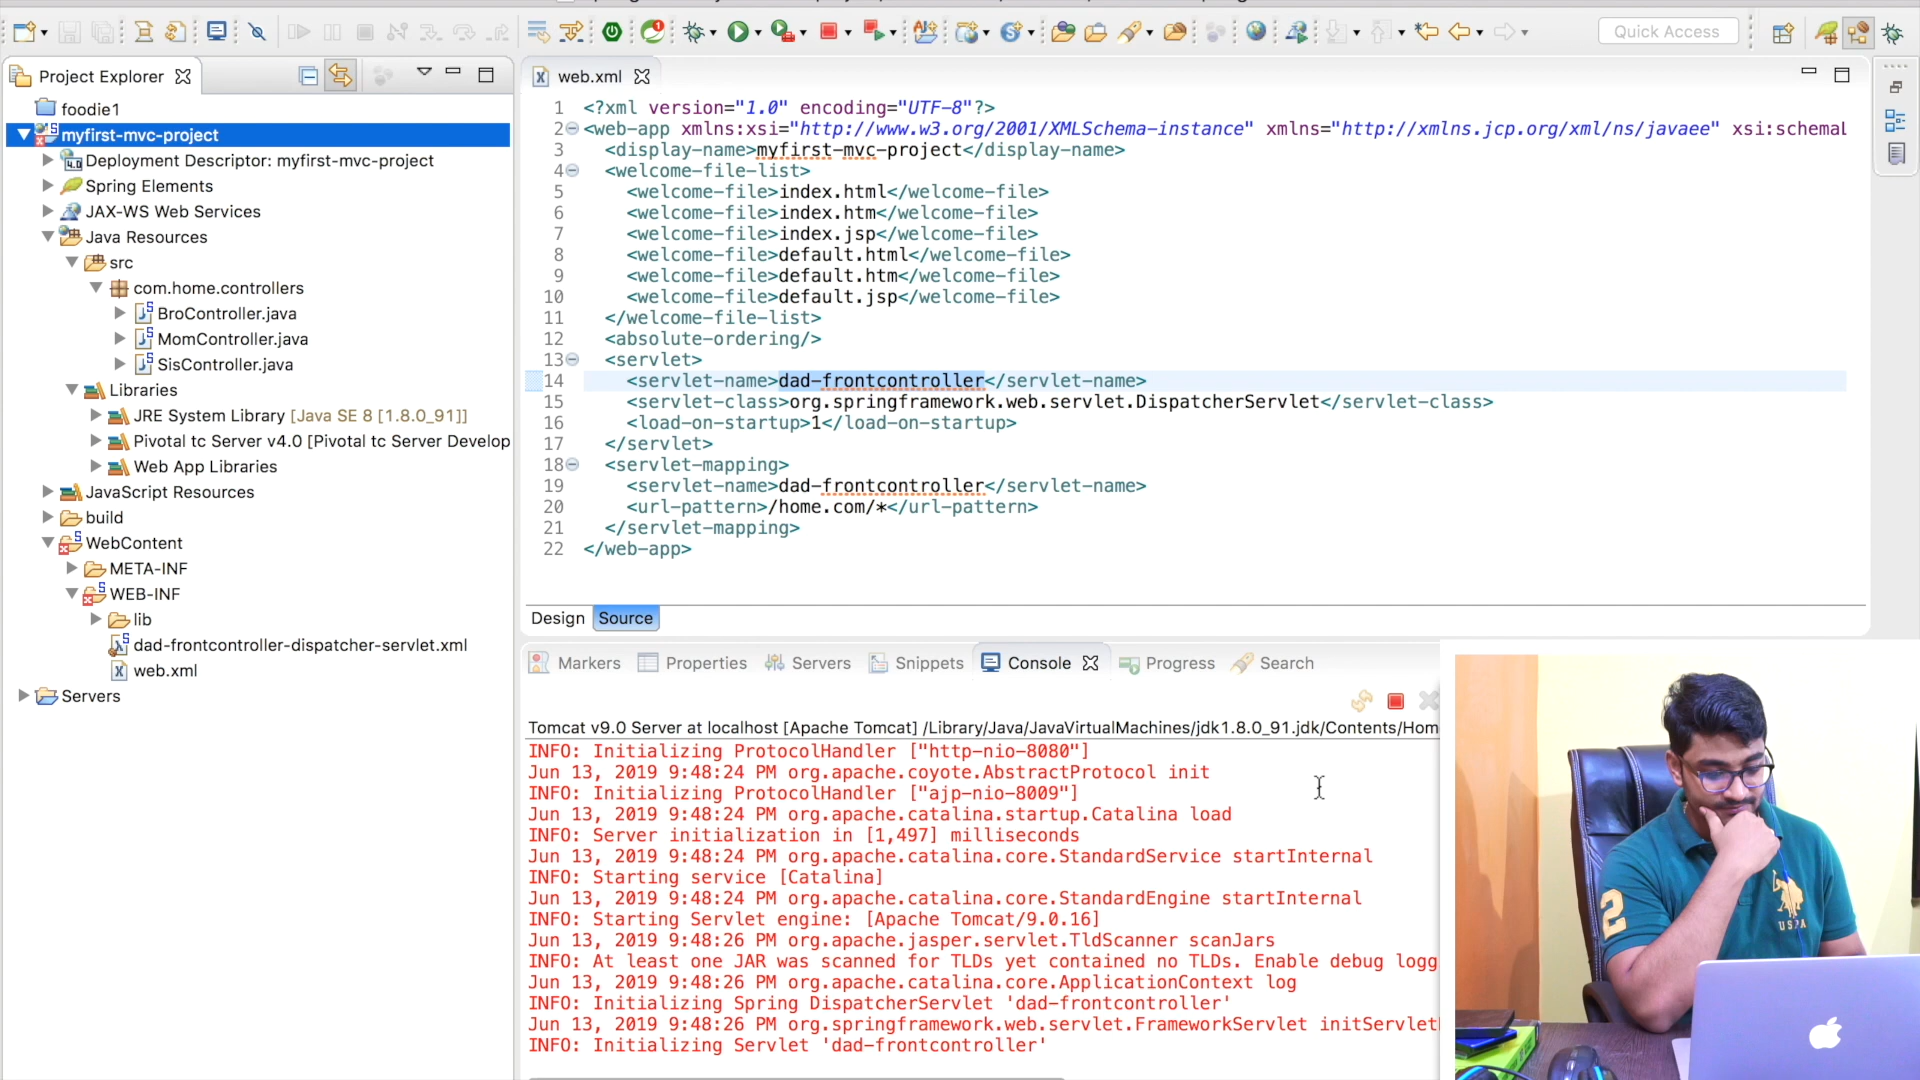 Quick Access
Project Explorer
foodie1
myfirst-mvc-project
Deployment Descriptor: myfirst-mvc-project
Spring Elements
JAX-WS Web Services
Java Resources
src
com.home.controllers
BroController.java
MomController.java
SisController.java
Libraries
JRE System Library [Java SE 8 [1.8.0_91]]
Pivotal tc Server v4.0 [Pivotal tc Server Develop
Web App Libraries
JavaScript Resources
build
WebContent
META-INF
WEB-INF
lib
dad-frontcontroller-dispatcher-servlet.xml
web.xml
Servers
web.xml
1 <?xml version="1.0" encoding="UTF-8"?>
2 <web-app xmlns:xsi="http://www.w3.org/2001/XMLSchema-instance" xmlns="http://xmlns.jcp.org/xml/ns/javaee" xsi:schemaL
3 <display-name>myfirst-mvc-project</display-name>
4 <welcome-file-list>
5 <welcome-file>index.html</welcome-file>
6 <welcome-file>index.htm</welcome-file>
7 <welcome-file>index.jsp</welcome-file>
8 <welcome-file>default.html</welcome-file>
9 <welcome-file>default.htm</welcome-file>
10 <welcome-file>default.jsp</welcome-file>
11 </welcome-file-list>
12 <absolute-ordering/>
13 <servlet>
14 <servlet-name>dad-frontcontroller</servlet-name>
15 <servlet-class>org.springframework.web.servlet.DispatcherServlet</servlet-class>
16 <load-on-startup>1</load-on-startup>
17 </servlet>
18 <servlet-mapping>
19 <servlet-name>dad-frontcontroller</servlet-name>
20 <url-pattern>/home.com/*</url-pattern>
21 </servlet-mapping>
22 </web-app>
Design Source
Markers Properties Servers Snippets Console Progress Search
Tomcat v9.0 Server at localhost [Apache Tomcat] /Library/Java/JavaVirtualMachines/jdk1.8.0_91.jdk/Contents/Hom
INFO: Initializing ProtocolHandler ["http-nio-8080"]
Jun 13, 2019 9:48:24 PM org.apache.coyote.AbstractProtocol init
INFO: Initializing ProtocolHandler ["ajp-nio-8009"]
Jun 13, 2019 9:48:24 PM org.apache.catalina.startup.Catalina load
INFO: Server initialization in [1,497] milliseconds
Jun 13, 2019 9:48:24 PM org.apache.catalina.core.StandardService startInternal
INFO: Starting service [Catalina]
Jun 13, 2019 9:48:24 PM org.apache.catalina.core.StandardEngine startInternal
INFO: Starting Servlet engine: [Apache Tomcat/9.0.16]
Jun 13, 2019 9:48:26 PM org.apache.jasper.servlet.TldScanner scanJars
INFO: At least one JAR was scanned for TLDs yet contained no TLDs. Enable debug logg
Jun 13, 2019 9:48:26 PM org.apache.catalina.core.ApplicationContext log
INFO: Initializing Spring DispatcherServlet 'dad-frontcontroller'
Jun 13, 2019 9:48:26 PM org.springframework.web.servlet.FrameworkServlet initServlet
INFO: Initializing Servlet 'dad-frontcontroller'
2